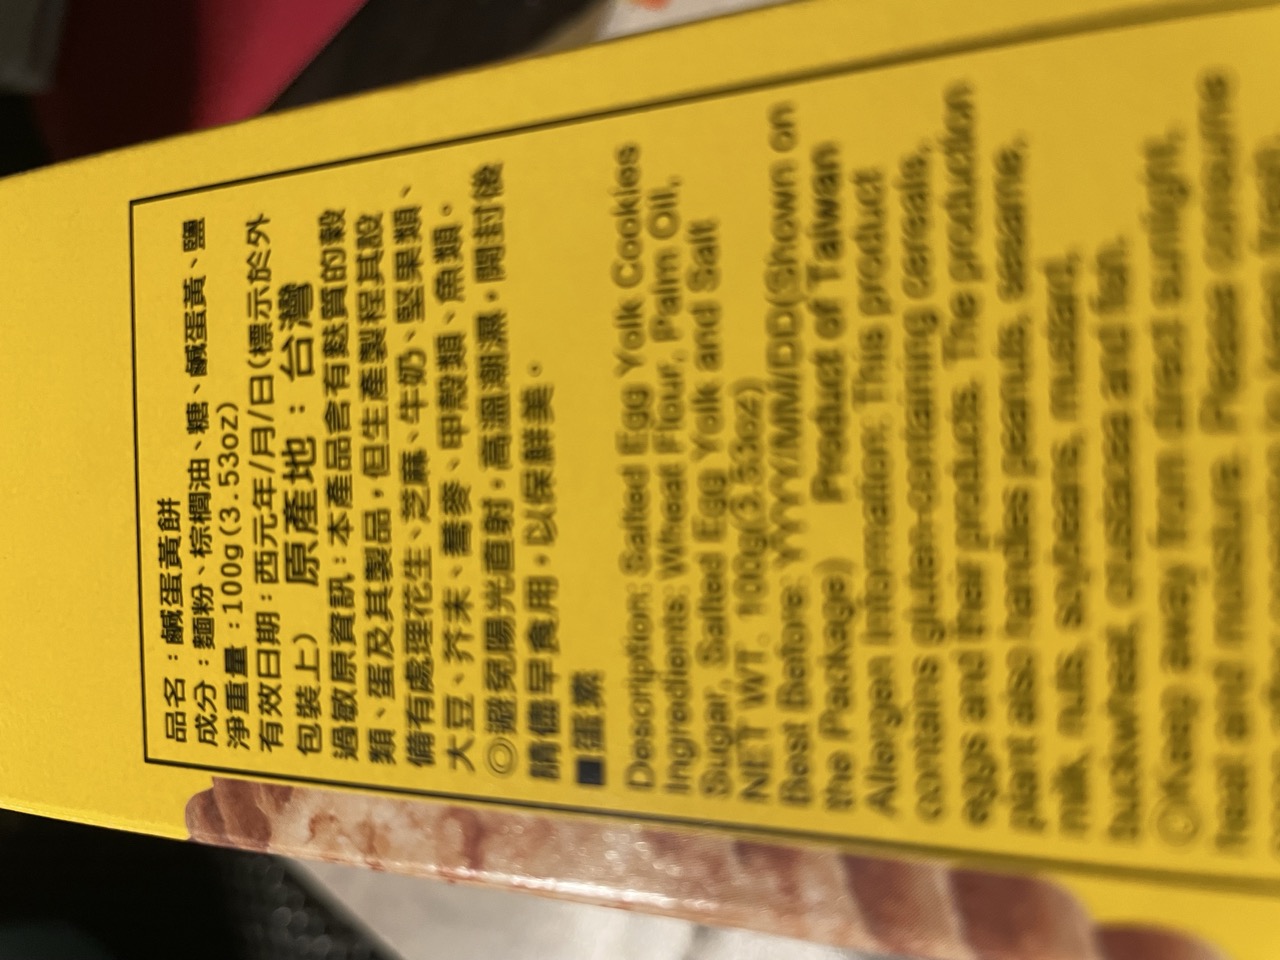 品名：鹹蛋黃餅
成分：麵粉、棕櫚油、糖、鹹蛋黃、鹽
淨重量：100g(3.53oz)
有效日期：西元年/月/日(標示於外
包裝上) 原產地：台灣
過敏原資訊：本產品含有麩質的穀
類、蛋及其製品，但生產製程其設
備有處理花生、芝麻、牛奶、堅果類、
大豆、芥末、蕎麥、甲殼類、魚類。
◎避免陽光直射，高溫潮濕，開封後
請儘早食用，以保鮮美。
■蛋素
Description: Salted Egg Yolk Cookies
Ingredients: Wheat Flour, Palm Oil,
Sugar, Salted Egg Yolk and Salt
NET WT. 100g(3.53oz)
Best Before: YYYY/MM/DD(Shown on
the Package) Product of Taiwan
Allergen Information: This product
contains gluten-containing cereals,
eggs and their products. The production
plant also handles peanuts, sesame,
milk, nuts, soybeans, mustard,
buckwheat, crustacea and fish.
◎Keep away from direct sunlight,
heat and moisture. Please consume